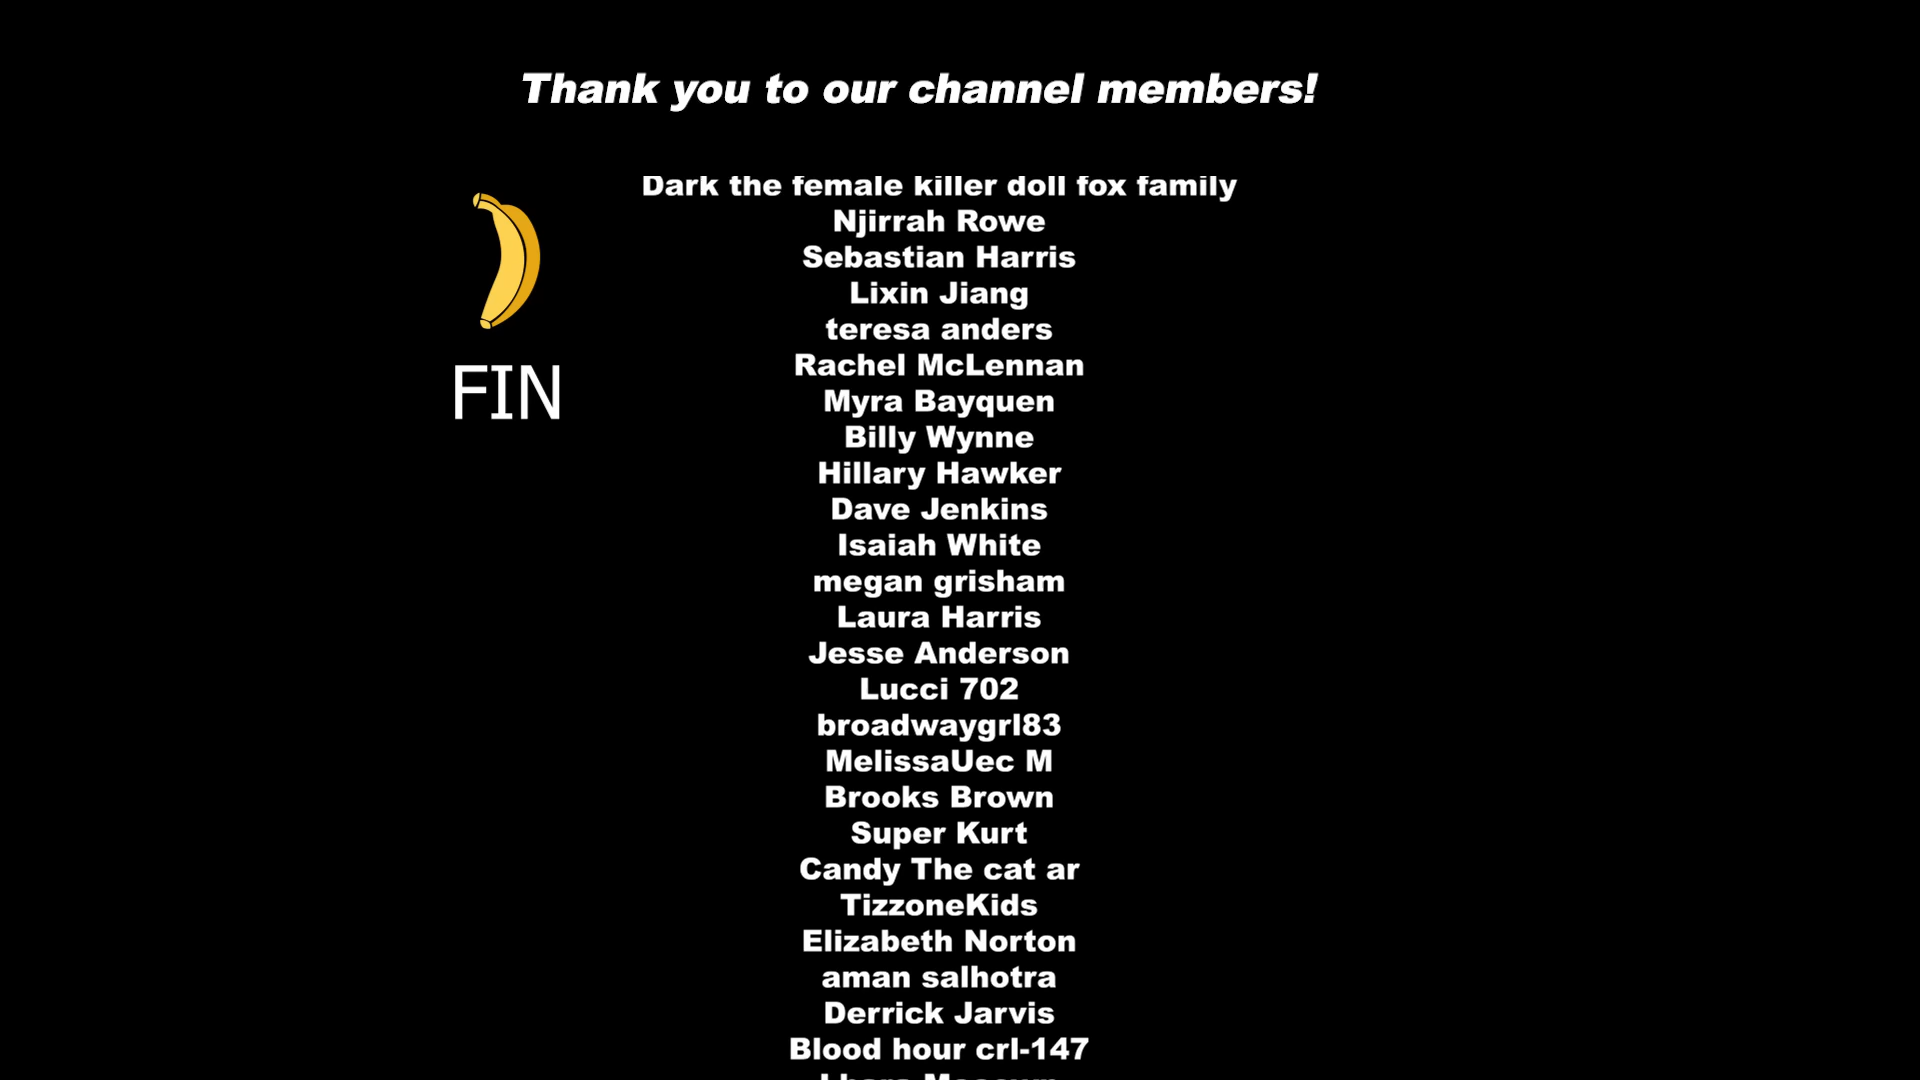 Thank you to our channel members!
Dark the female killer doll fox family
Njirrah Rowe
Sebastian Harris
Lixin Jiang
teresa anders
Rachel McLennan
FIN
Myra Bayquen
Billy Wynne
Hillary Hawker
Dave Jenkins
Isaiah White
megan grisham
Laura Harris
Jesse Anderson
Lucci 702
broadwaygrl83
MelissaUec M
Brooks Brown
Super Kurt
Candy The cat ar
TizzoneKids
Elizabeth Norton
aman salhotra
Derrick Jarvis
Blood hour crl-147